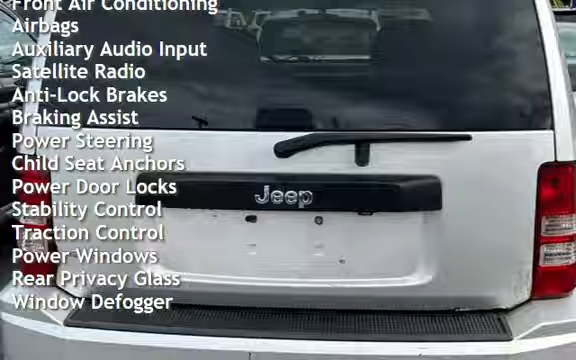 Front Air Conditioning
Airbags
Auxiliary Audio Input
Satellite Radio
Anti-Lock Brakes
Braking Assist
Power Steering
Child Seat Anchors
Power Door Locks
Stability Control
Traction Control
Power Windows
Rear Privacy Glass
Window Defogger
Jeep